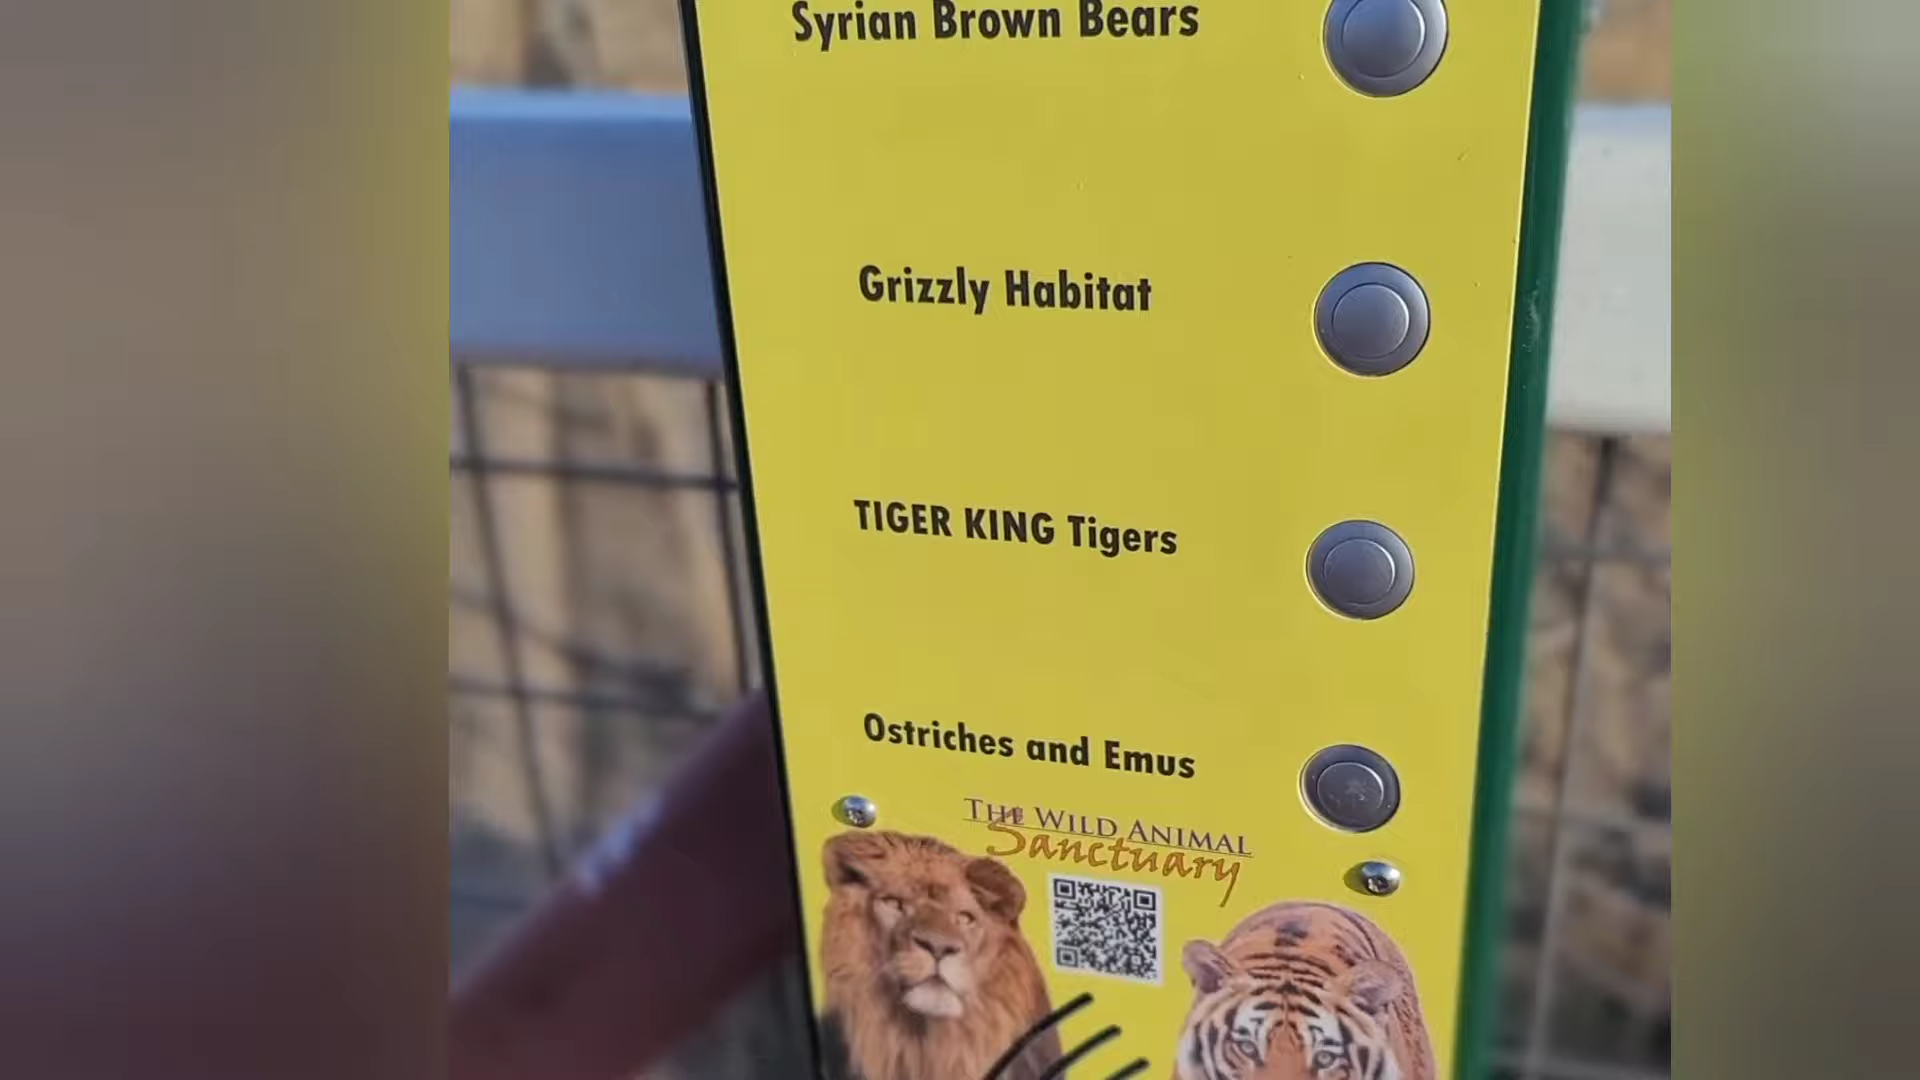 Syrian Brown Bears
Grizzly Habitat
TIGER KING Tigers
Ostriches and Emus
THE WILD ANIMAL
Sanctuary